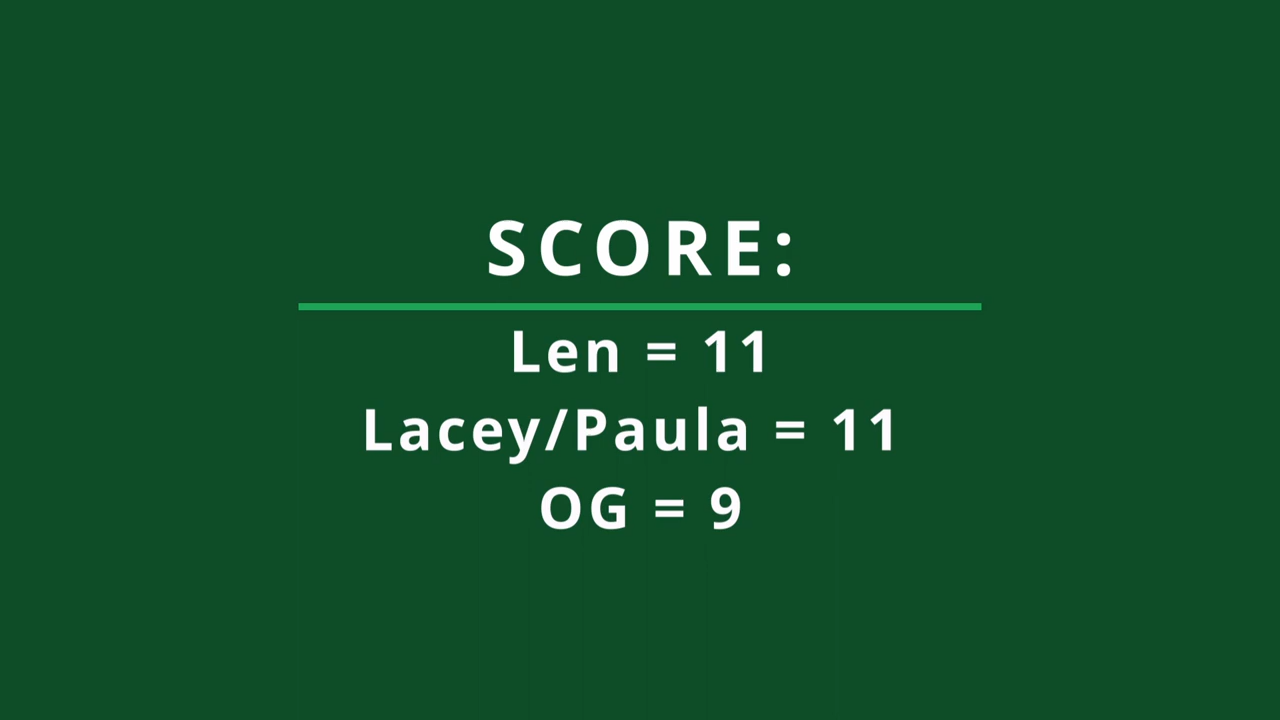 SCORE:
Len = 11
Lacey/Paula = 11
OG = 9